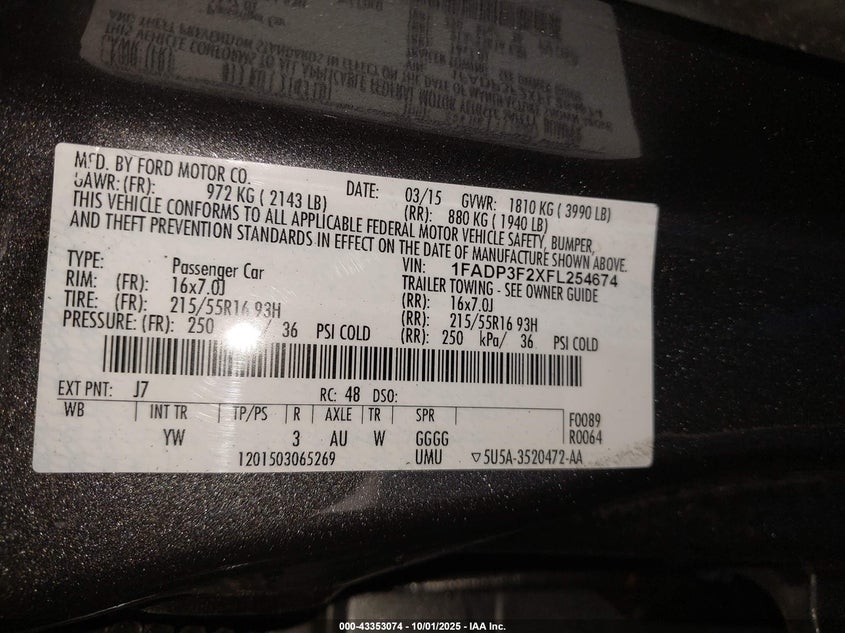 MFD. BY FORD MOTOR CO.
DATE: 03/15 GVWR: 1810 KG ( 3990 LB)
GAWR: (FR): 972 KG ( 2143 LB) (RR): 880 KG ( 1940 LB)
THIS VEHICLE CONFORMS TO ALL APPLICABLE FEDERAL MOTOR VEHICLE SAFETY, BUMPER,
AND THEFT PREVENTION STANDARDS IN EFFECT ON THE DATE OF MANUFACTURE SHOWN ABOVE.
VIN: 1FADP3F2XFL254674
TYPE: Passenger Car TRAILER TOWING - SEE OWNER GUIDE
RIM: (FR): 16x7.0J (RR): 16x7.0J
TIRE: (FR): 215/55R16 93H (RR): 215/55R16 93H
PRESSURE: (FR): 250 / 36 PSI COLD (RR): 250 kPa/ 36 PSI COLD
EXT PNT: J7 RC: 48 DSO:
WB INT TR TP/PS R AXLE TR SPR F0089
YW 3 AU W GGGG R0064
1201503065269 UMU ▽5U5A-3520472-AA
000-43353074 - 10/01/2025 - IAA Inc.